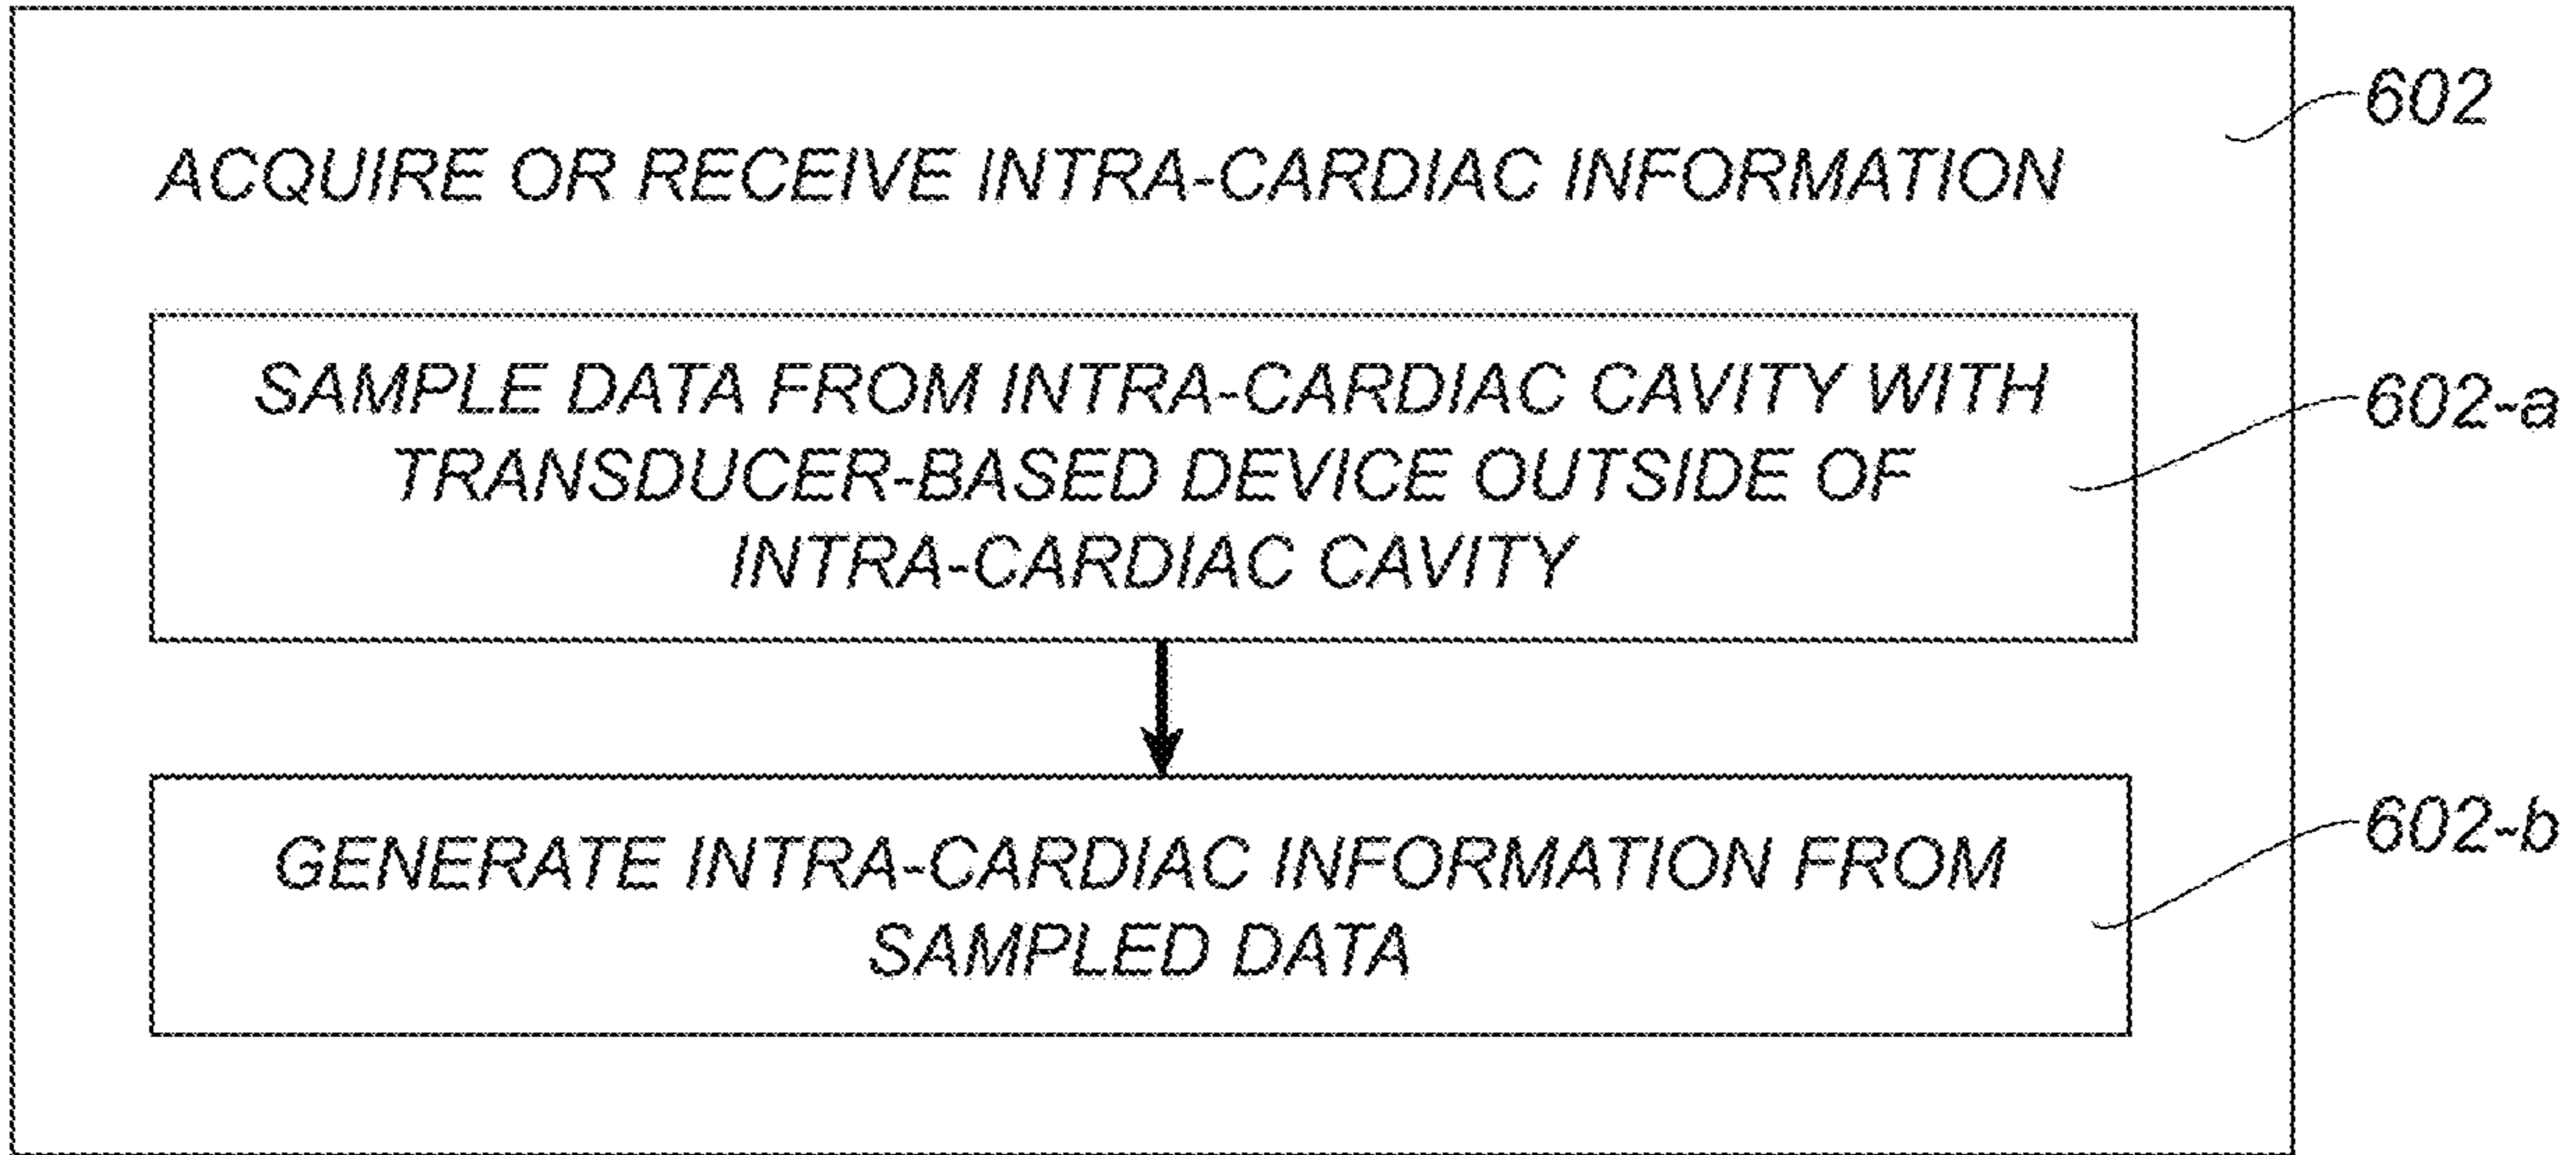 602
ACQUIRE OR RECEIVE INTRA-CARDIAC INFORMATION
SAMPLE DATA FROM INTRA-CARDIAC CAVITY WITH
TRANSDUCER-BASED DEVICE OUTSIDE OF
INTRA-CARDIAC CAVITY
602-a
GENERATE INTRA-CARDIAC INFORMATION FROM
SAMPLED DATA
602-b